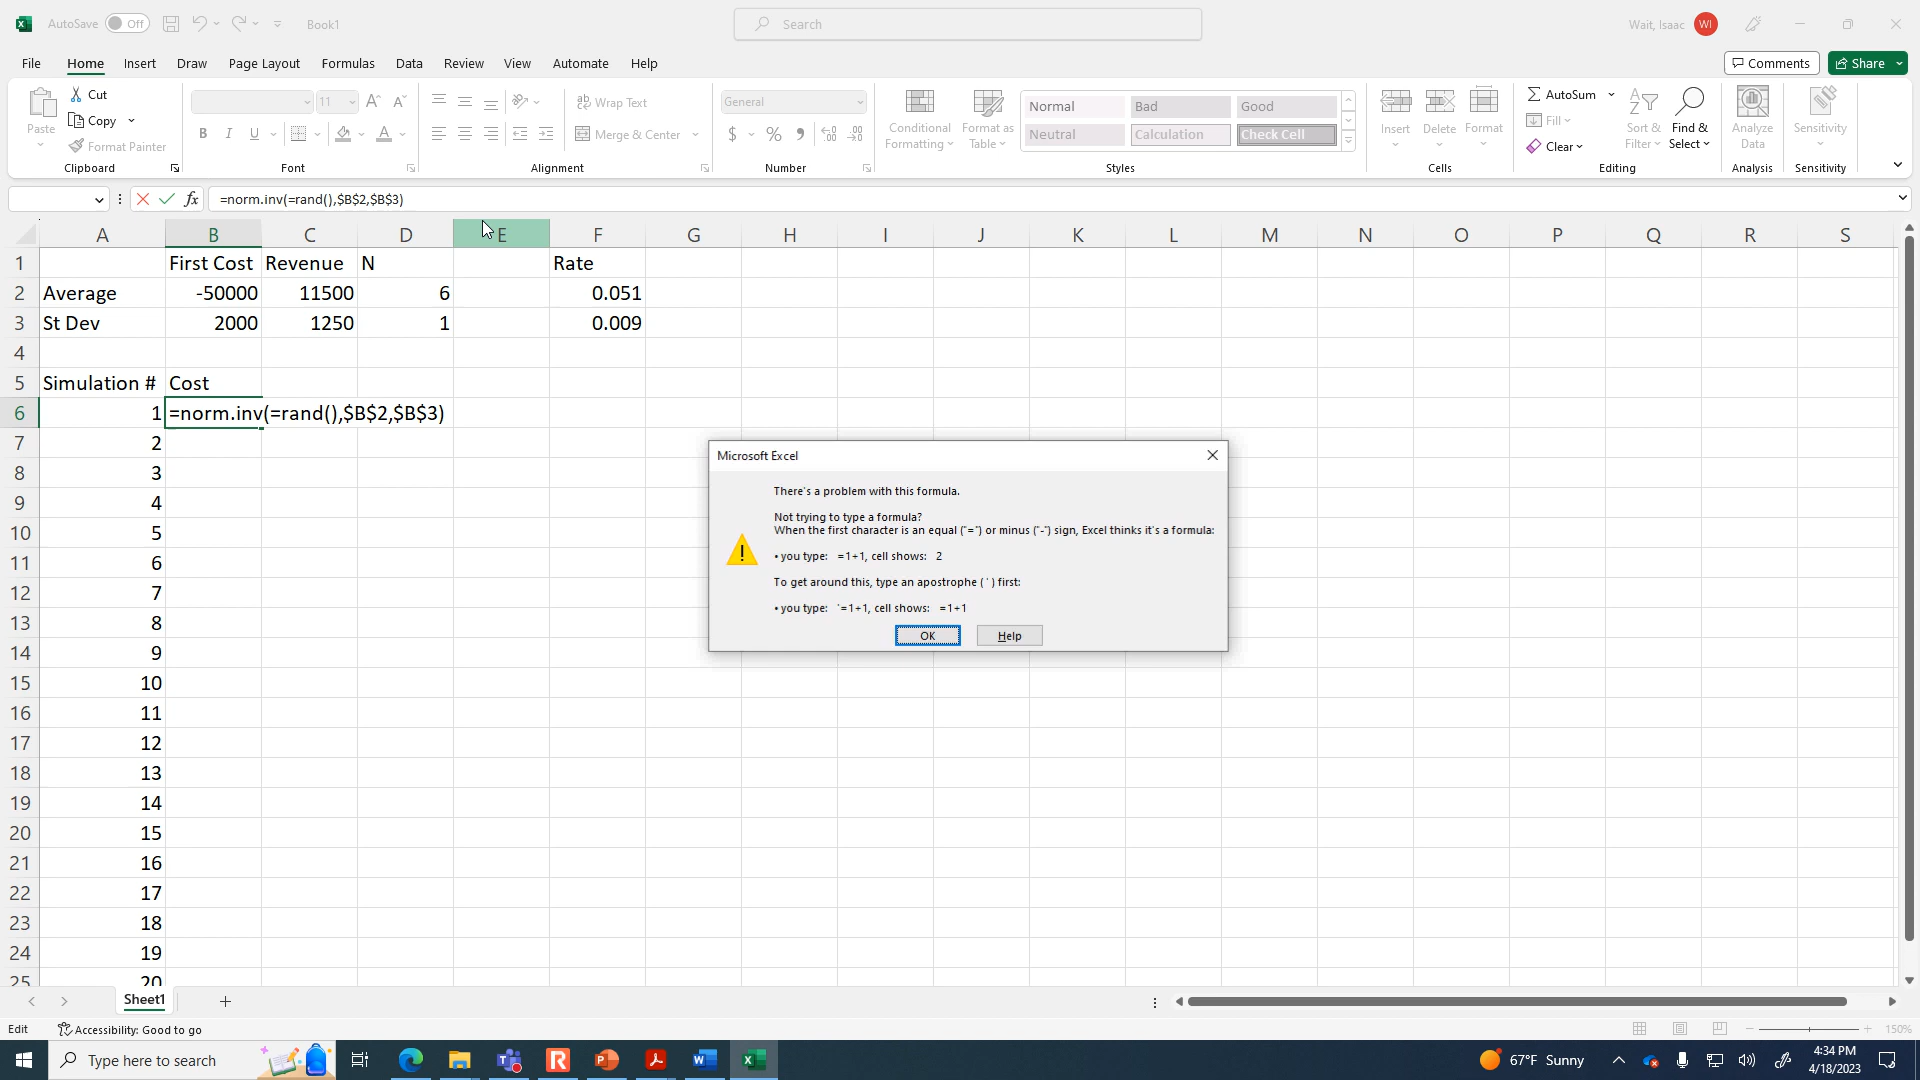 AutoSave Off Book1 Search Wait, Isaac WI
File Home Insert Draw Page Layout Formulas Data Review View Automate Help Comments Share
Paste Cut Copy Format Painter Clipboard
11 B I U Font
Wrap Text Merge & Center Alignment
General $ % , Number
Conditional Formatting Format as Table Normal Bad Good Neutral Calculation Check Cell Styles
Insert Delete Format Cells
AutoSum Fill Clear Sort & Filter Find & Select Editing
Analyze Data Analysis
Sensitivity Sensitivity
fx =norm.inv(=rand(),$B$2,$B$3)
A B C D E F G H I J K L M N O P Q R S
1 First Cost Revenue N Rate
2 Average -50000 11500 6 0.051
3 St Dev 2000 1250 1 0.009
4
5 Simulation # Cost
6 1 =norm.inv(=rand(),$B$2,$B$3)
7 2
8 3
9 4
10 5
11 6
12 7
13 8
14 9
15 10
16 11
17 12
18 13
19 14
20 15
21 16
22 17
23 18
24 19
25 20
Microsoft Excel
There's a problem with this formula.
Not trying to type a formula?
When the first character is an equal ("=") or minus ("-") sign, Excel thinks it's a formula:
• you type: =1+1, cell shows: 2
To get around this, type an apostrophe ( ' ) first:
• you type: '=1+1, cell shows: =1+1
OK Help
Sheet1
Edit Accessibility: Good to go 150%
Type here to search 67°F Sunny 4:34 PM
4/18/2023